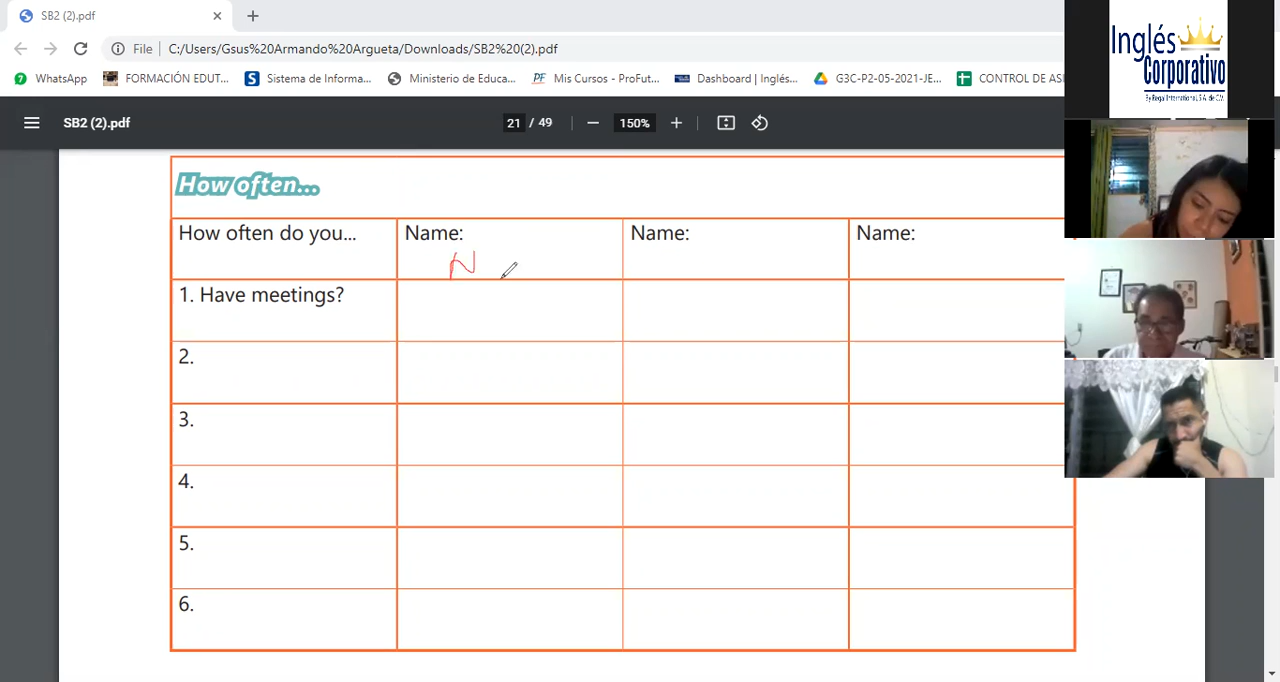 SB2 (2).pdf
File C:/Users/Gsus%20Armando%20Argueta/Downloads/SB2%20(2).pdf
WhatsApp FORMACIÓN EDUT... Sistema de Informa... Ministerio de Educa... Mis Cursos - ProFut... Dashboard | Inglés... G3C-P2-05-2021-JE... CONTROL DE ASI
SB2 (2).pdf 21 / 49 150%
Inglés
Corporativo
How often...
How often do you... Name: Name: Name:
N
1. Have meetings?
2.
3.
4.
5.
6.